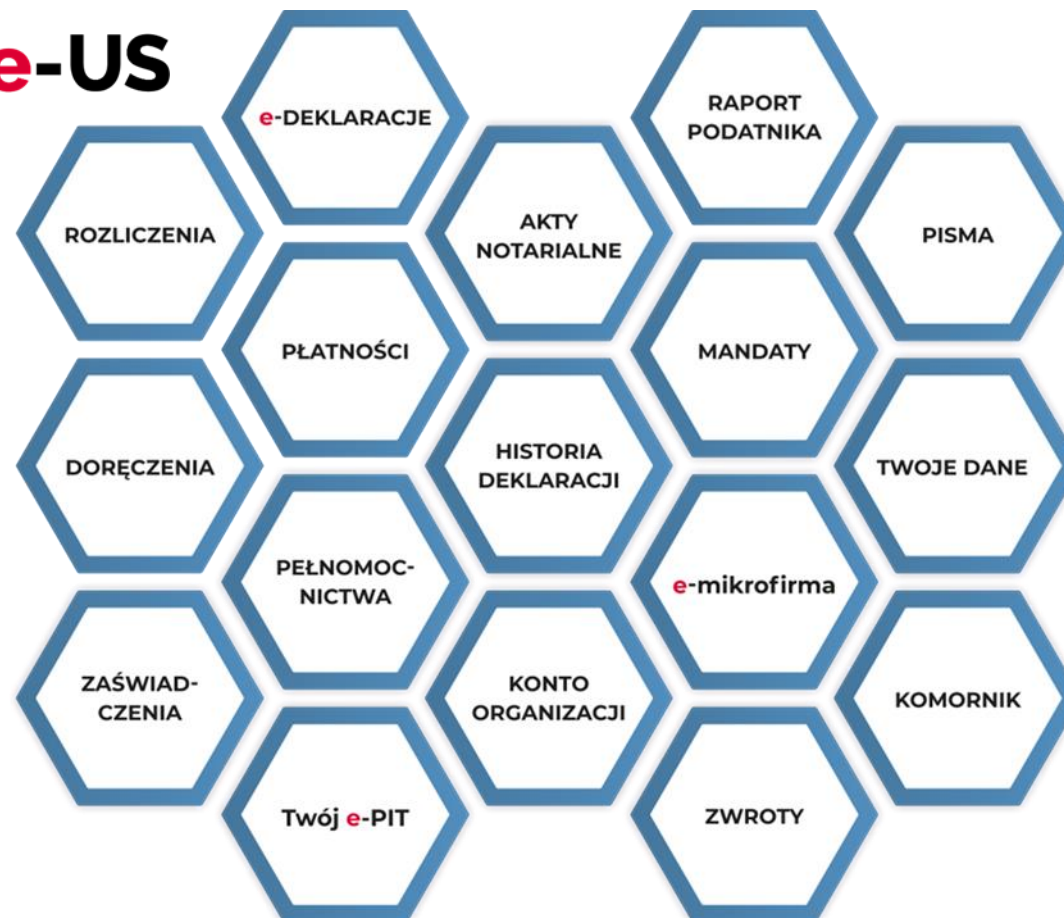 e-US
e-DEKLARACJE
RAPORT
PODATNIKA
ROZLICZENIA
AKTY
NOTARIALNE
PISMA
PŁATNOŚCI
MANDATY
DORĘCZENIA
HISTORIA
DEKLARACJI
TWOJE DANE
PEŁNOMOC-
NICTWA
e-mikrofirma
ZAŚWIAD-
CZENIA
KONTO
ORGANIZACJI
KOMORNIK
Twój e-PIT
ZWROTY